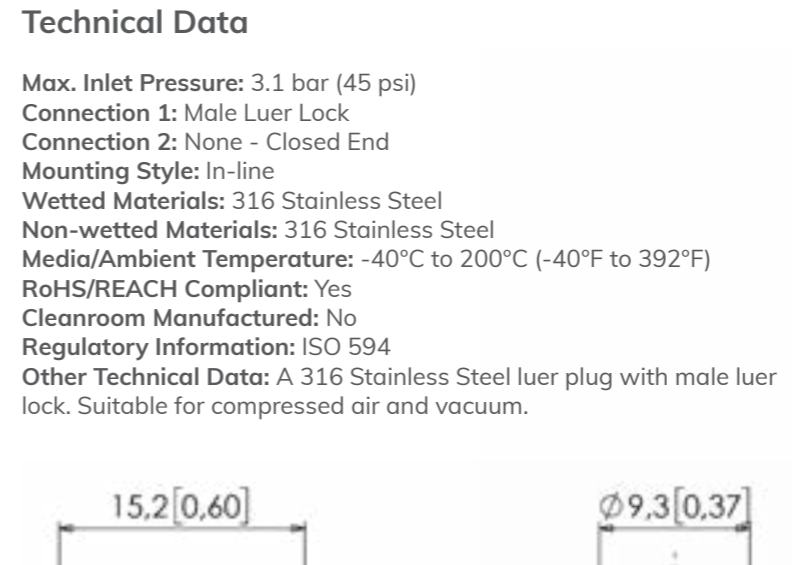 Technical Data
Max. Inlet Pressure: 3.1 bar (45 psi)
Connection 1: Male Luer Lock
Connection 2: None - Closed End
Mounting Style: In-line
Wetted Materials: 316 Stainless Steel
Non-wetted Materials: 316 Stainless Steel
Media/Ambient Temperature: -40°C to 200°C (-40°F to 392°F)
RoHS/REACH Compliant: Yes
Cleanroom Manufactured: No
Regulatory Information: ISO 594
Other Technical Data: A 316 Stainless Steel luer plug with male luer
lock. Suitable for compressed air and vacuum.
15,2[0,60] Ø9,3[0,37]